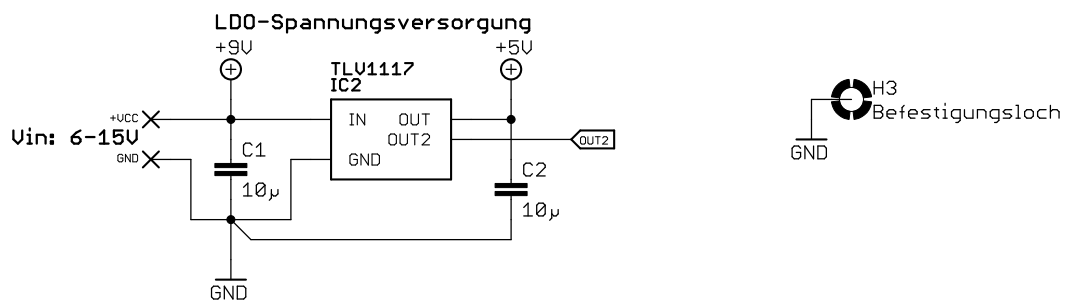 LDO-Spannungsversorgung
+9V
+5V
TLV1117
IC2
+VCC
Vin: 6-15V
GND
IN
OUT
OUT2
GND
OUT2
C1
10µ
C2
10µ
GND
H3
Befestigungsloch
GND